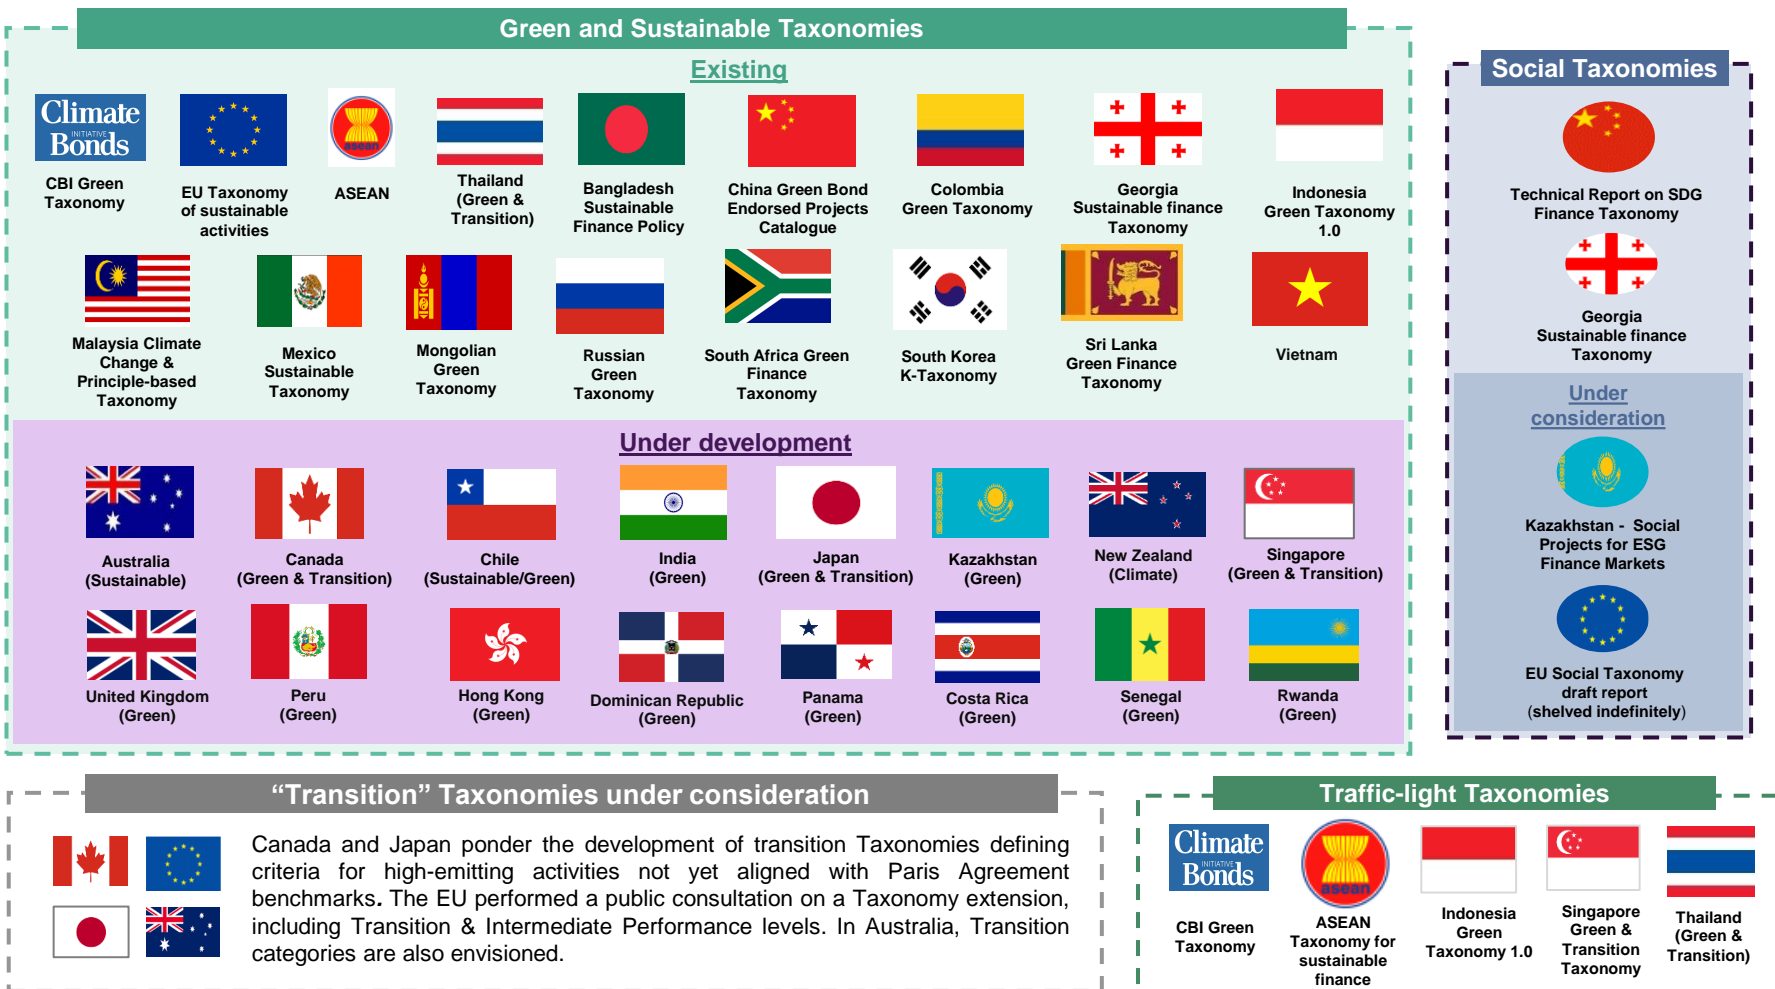 Green and Sustainable Taxonomies
Existing
Climate
INITIATIVE
Bonds
CBI Green
Taxonomy
EU Taxonomy
of sustainable
activities
asean
ASEAN
Thailand
(Green &
Transition)
Bangladesh
Sustainable
Finance Policy
China Green Bond
Endorsed Projects
Catalogue
Colombia
Green Taxonomy
Georgia
Sustainable finance
Taxonomy
Indonesia
Green Taxonomy
1.0
Malaysia Climate
Change &
Principle-based
Taxonomy
Mexico
Sustainable
Taxonomy
Mongolian
Green
Taxonomy
Russian
Green
Taxonomy
South Africa Green
Finance
Taxonomy
South Korea
K-Taxonomy
Sri Lanka
Green Finance
Taxonomy
Vietnam
Under development
Australia
(Sustainable)
Canada
(Green & Transition)
Chile
(Sustainable/Green)
India
(Green)
Japan
(Green & Transition)
Kazakhstan
(Green)
New Zealand
(Climate)
Singapore
(Green & Transition)
United Kingdom
(Green)
Peru
(Green)
Hong Kong
(Green)
Dominican Republic
(Green)
Panama
(Green)
Costa Rica
(Green)
Senegal
(Green)
Rwanda
(Green)
Social Taxonomies
Technical Report on SDG
Finance Taxonomy
Georgia
Sustainable finance
Taxonomy
Under
consideration
Kazakhstan - Social
Projects for ESG
Finance Markets
EU Social Taxonomy
draft report
(shelved indefinitely)
“Transition” Taxonomies under consideration
Canada and Japan ponder the development of transition Taxonomies defining
criteria for high-emitting activities not yet aligned with Paris Agreement
benchmarks. The EU performed a public consultation on a Taxonomy extension,
including Transition & Intermediate Performance levels. In Australia, Transition
categories are also envisioned.
Traffic-light Taxonomies
Climate
INITIATIVE
Bonds
CBI Green
Taxonomy
asean
ASEAN
Taxonomy for
sustainable
finance
Indonesia
Green
Taxonomy 1.0
Singapore
Green &
Transition
Taxonomy
Thailand
(Green &
Transition)